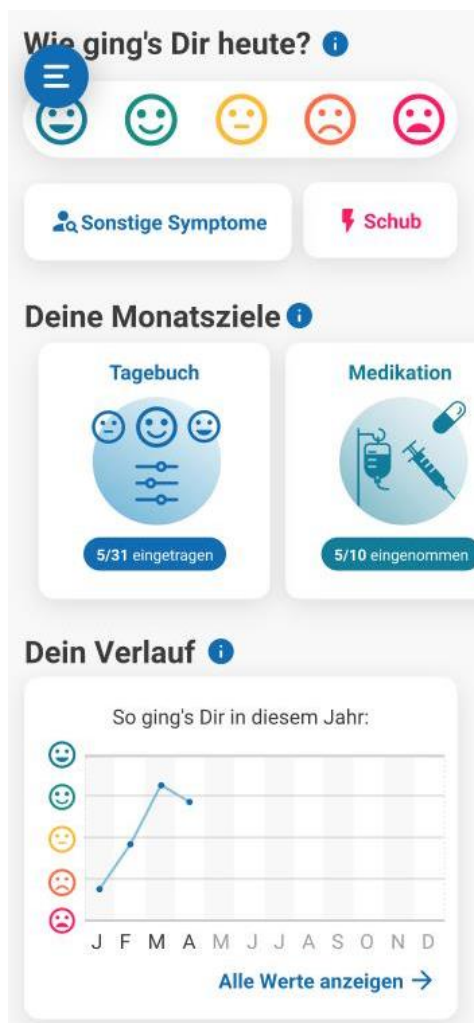 Wie ging's Dir heute?
Sonstige Symptome
Schub
Deine Monatsziele
Tagebuch
Medikation
5/31 eingetragen
5/10 eingenommen
Dein Verlauf
So ging's Dir in diesem Jahr:
J F M A M J J A S O N D
Alle Werte anzeigen